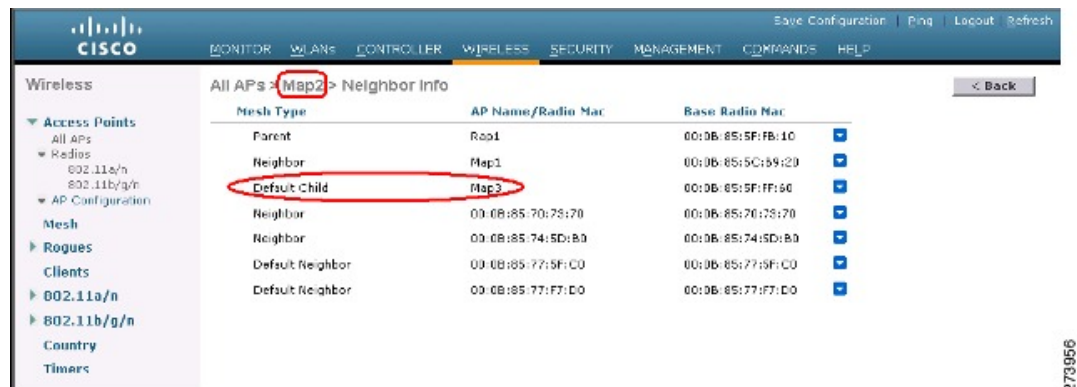 Save Configuration | Ping | Logout Refresh
CISCO
MONITOR WLANs CONTROLLER WIRELESS SECURITY MANAGEMENT COMMANDS HELP
Wireless
All APs > Map2 > Neighbor Info
< Back
Mesh Type AP Name/Radio Mac Base Radio Mac
Parent Rap1 00:0B:85:5F:FB:10
Neighbor Map1 00:0B:85:5C:B9:20
Default Child Map3 00:0B:85:5F:FF:60
Neighbor 00:0B:85:70:73:70 00:0B:85:70:73:70
Neighbor 00:0B:85:74:5D:B0 00:0B:85:74:5D:B0
Default Neighbor 00:0B:85:77:5F:C0 00:0B:85:77:5F:C0
Default Neighbor 00:0B:85:77:F7:D0 00:0B:85:77:F7:D0
Access Points
All APs
Radios
802.11a/n
802.11b/g/n
AP Configuration
Mesh
Rogues
Clients
802.11a/n
802.11b/g/n
Country
Timers
273956